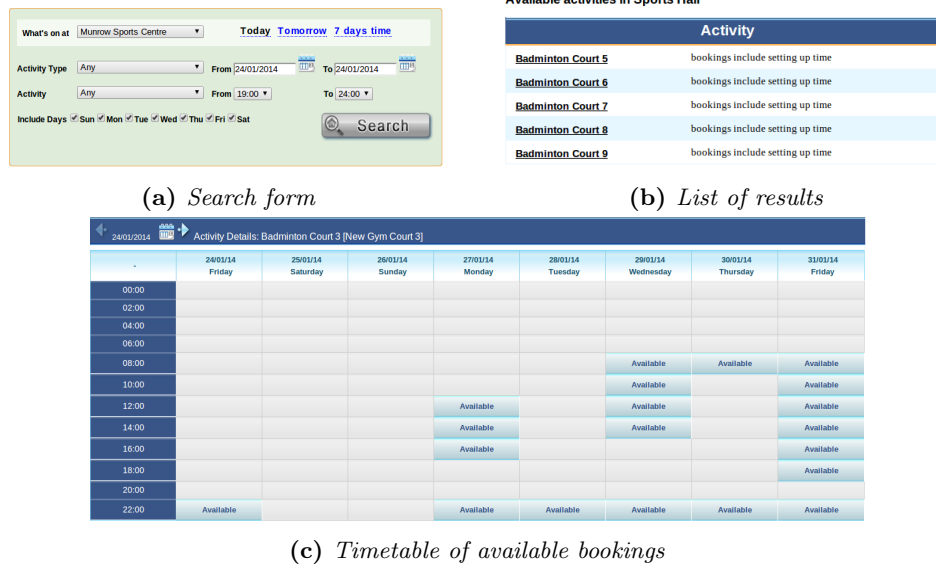 What's on at Munrow Sports Centre Today Tomorrow 7 days time
Activity Type Any From 24/01/2014 To 24/01/2014
Activity Any From 19:00 To 24:00
Include Days Sun Mon Tue Wed Thu Fri Sat
Search
(a) Search form
Available activities in Sports Hall
Activity
Badminton Court 5 bookings include setting up time
Badminton Court 6 bookings include setting up time
Badminton Court 7 bookings include setting up time
Badminton Court 8 bookings include setting up time
Badminton Court 9 bookings include setting up time
(b) List of results
24/01/2014 Activity Details: Badminton Court 3 [New Gym Court 3]
- 24/01/14 25/01/14 26/01/14 27/01/14 28/01/14 29/01/14 30/01/14 31/01/14
Friday Saturday Sunday Monday Tuesday Wednesday Thursday Friday
00:00
02:00
04:00
06:00
08:00 Available Available Available
10:00 Available Available
12:00 Available Available Available
14:00 Available Available Available
16:00 Available Available
18:00 Available
20:00
22:00 Available Available Available Available Available Available
(c) Timetable of available bookings